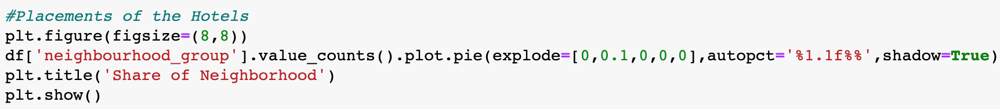 #Placements of the Hotels
plt.figure(figsize=(8,8))
df['neighbourhood_group'].value_counts().plot.pie(explode=[0,0.1,0,0,0],autopct='%1.1f%%',shadow=True)
plt.title('Share of Neighborhood')
plt.show()